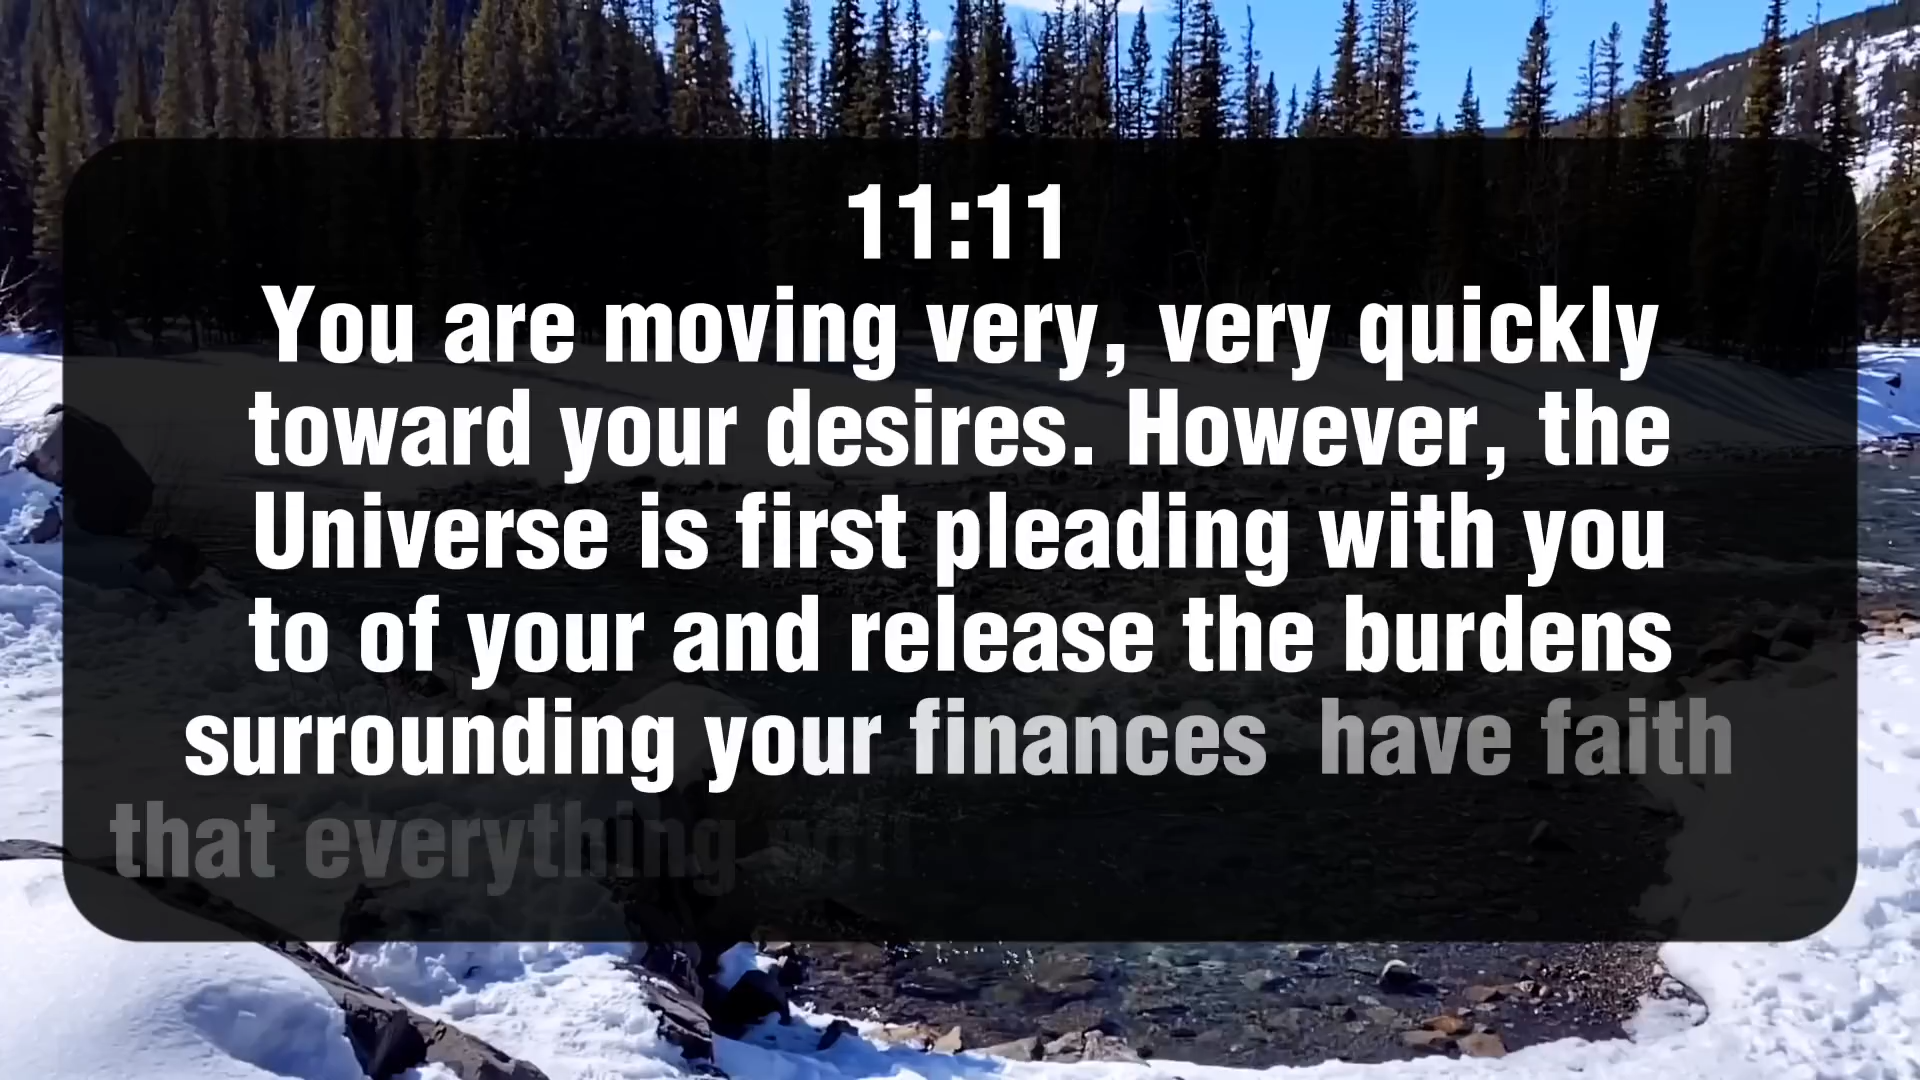 11:11
You are moving very, very quickly
toward your desires. However, the
Universe is first pleading with you
to of your and release the burdens
surrounding your finances have faith
that everything you